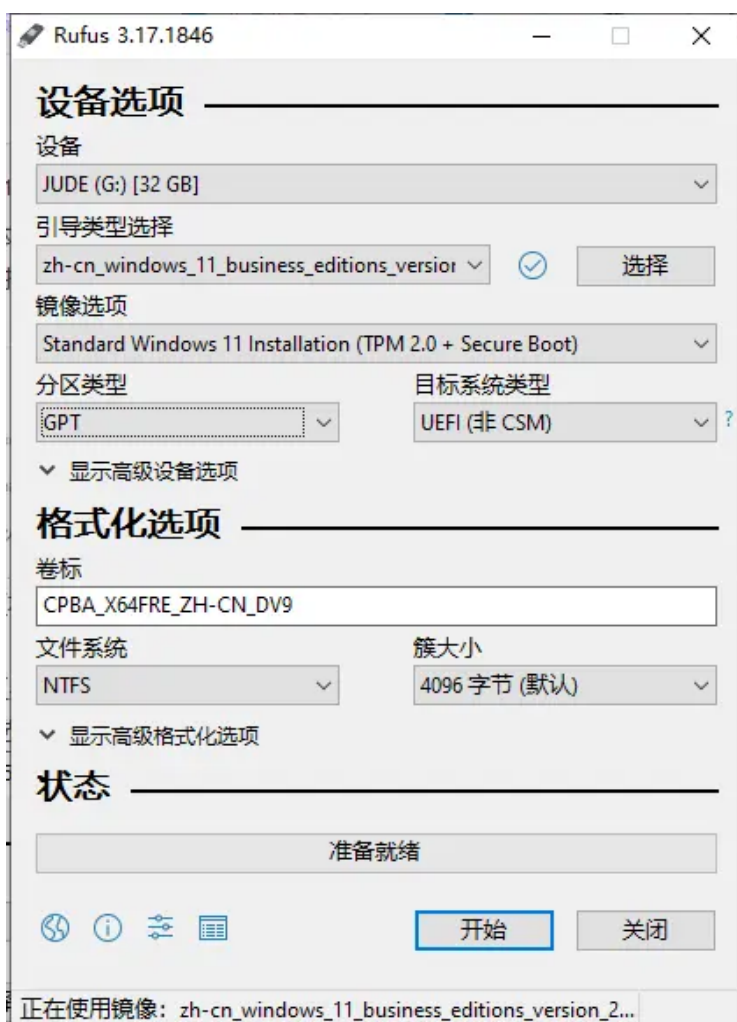 Rufus 3.17.1846
设备选项
设备
JUDE (G:) [32 GB]
引导类型选择
zh-cn_windows_11_business_editions_version
选择
镜像选项
Standard Windows 11 Installation (TPM 2.0 + Secure Boot)
分区类型 目标系统类型
GPT UEFI (非 CSM) ?
显示高级设备选项
格式化选项
卷标
CPBA_X64FRE_ZH-CN_DV9
文件系统 簇大小
NTFS 4096 字节 (默认)
显示高级格式化选项
状态
准备就绪
开始 关闭
正在使用镜像：zh-cn_windows_11_business_editions_version_2...